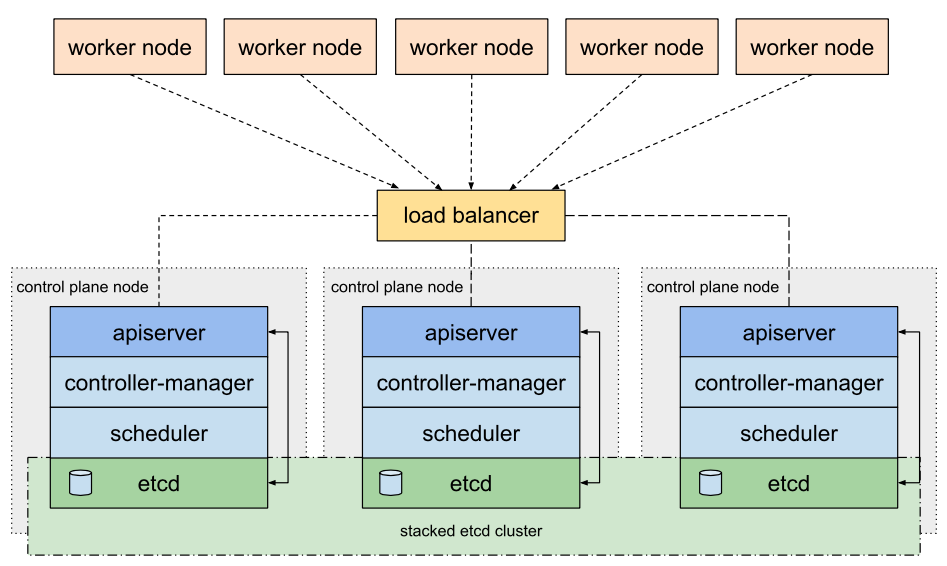 worker node
worker node
worker node
worker node
worker node
load balancer
control plane node
control plane node
control plane node
apiserver
apiserver
apiserver
controller-manager
controller-manager
controller-manager
scheduler
scheduler
scheduler
etcd
etcd
etcd
stacked etcd cluster